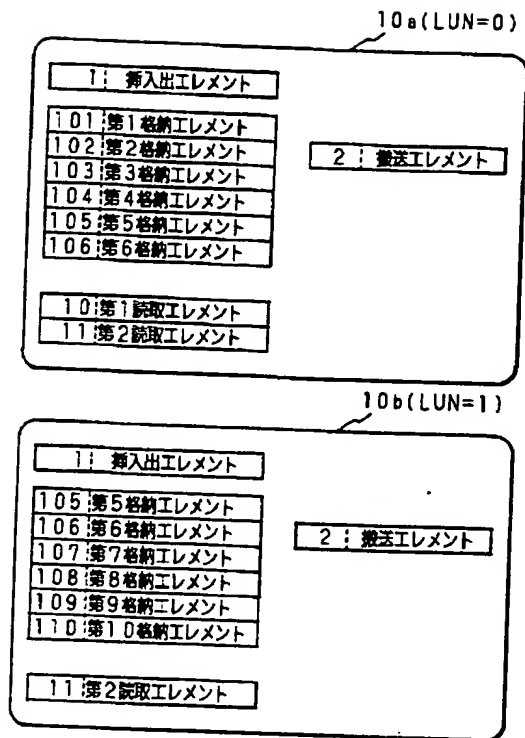 10a(LUN=0)
1 挿入出エレメント
101 第1格納エレメント
102 第2格納エレメント
103 第3格納エレメント
104 第4格納エレメント
105 第5格納エレメント
106 第6格納エレメント
2 搬送エレメント
10 第1読取エレメント
11 第2読取エレメント
10b(LUN=1)
1 挿入出エレメント
105 第5格納エレメント
106 第6格納エレメント
107 第7格納エレメント
108 第8格納エレメント
109 第9格納エレメント
110 第10格納エレメント
2 搬送エレメント
11 第2読取エレメント